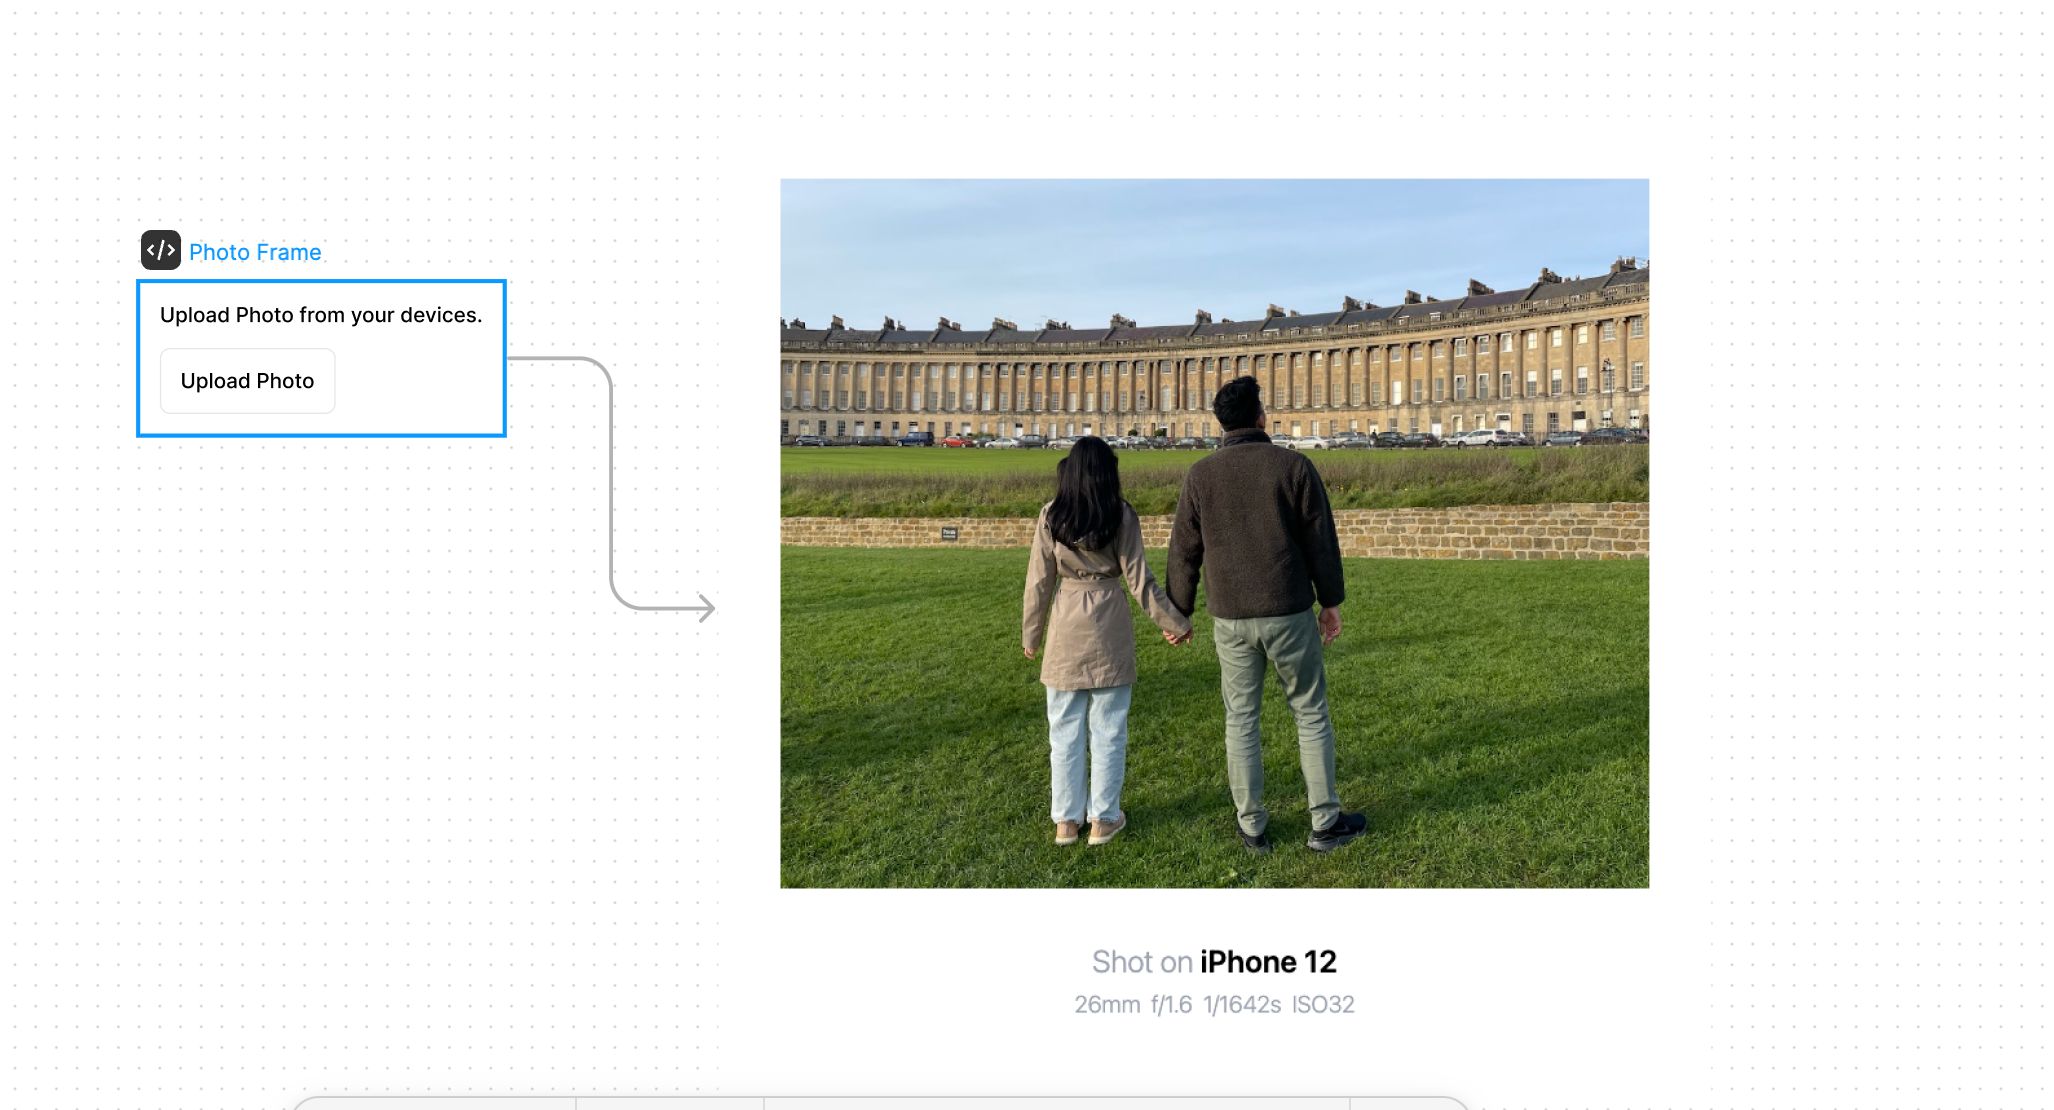 Photo Frame
Upload Photo from your devices.
Upload Photo
Shot on iPhone 12
26mm f/1.6 1/1642s ISO32